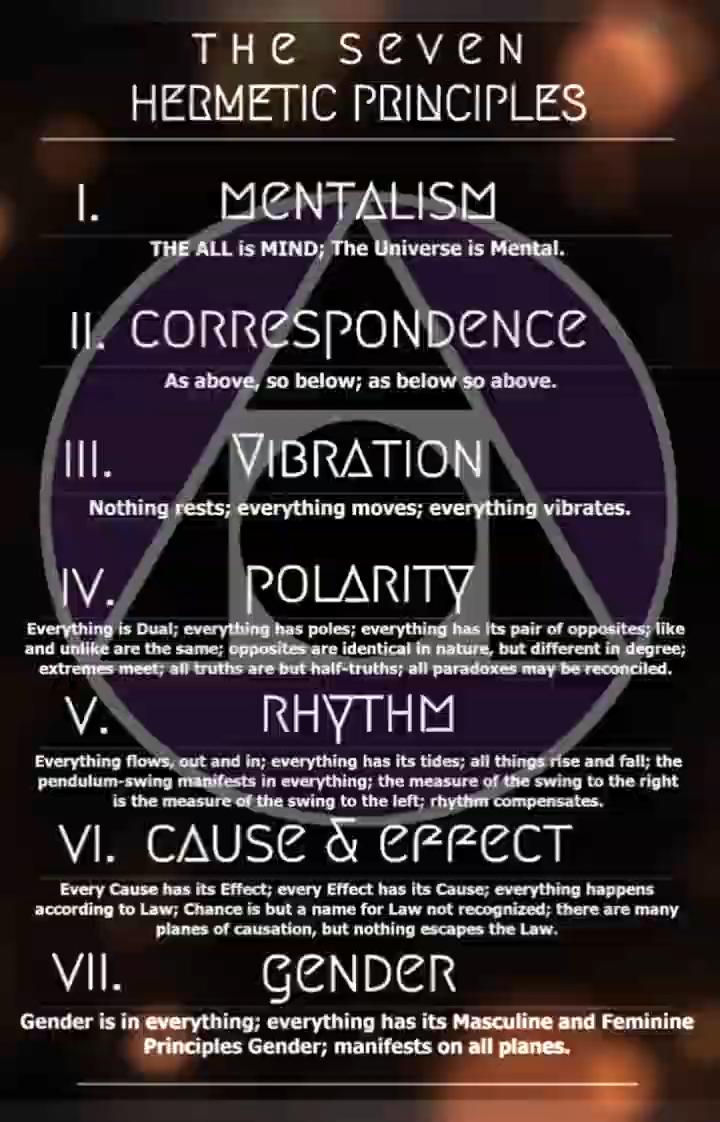 THE SEVEN
HERMETIC PRINCIPLES
I. MENTALISM
THE ALL is MIND; The Universe is Mental.
II. CORRESPONDENCE
As above, so below; as below so above.
III. VIBRATION
Nothing rests; everything moves; everything vibrates.
IV. POLARITY
Everything is Dual; everything has poles; everything has its pair of opposites; like
and unlike are the same; opposites are identical in nature, but different in degree;
extremes meet; all truths are but half-truths; all paradoxes may be reconciled.
V. RHYTHM
Everything flows, out and in; everything has its tides; all things rise and fall; the
pendulum-swing manifests in everything; the measure of the swing to the right
is the measure of the swing to the left; rhythm compensates.
VI. CAUSE & EFFECT
Every Cause has its Effect; every Effect has its Cause; everything happens
according to Law; Chance is but a name for Law not recognized; there are many
planes of causation, but nothing escapes the Law.
VII. GENDER
Gender is in everything; everything has its Masculine and Feminine
Principles Gender; manifests on all planes.